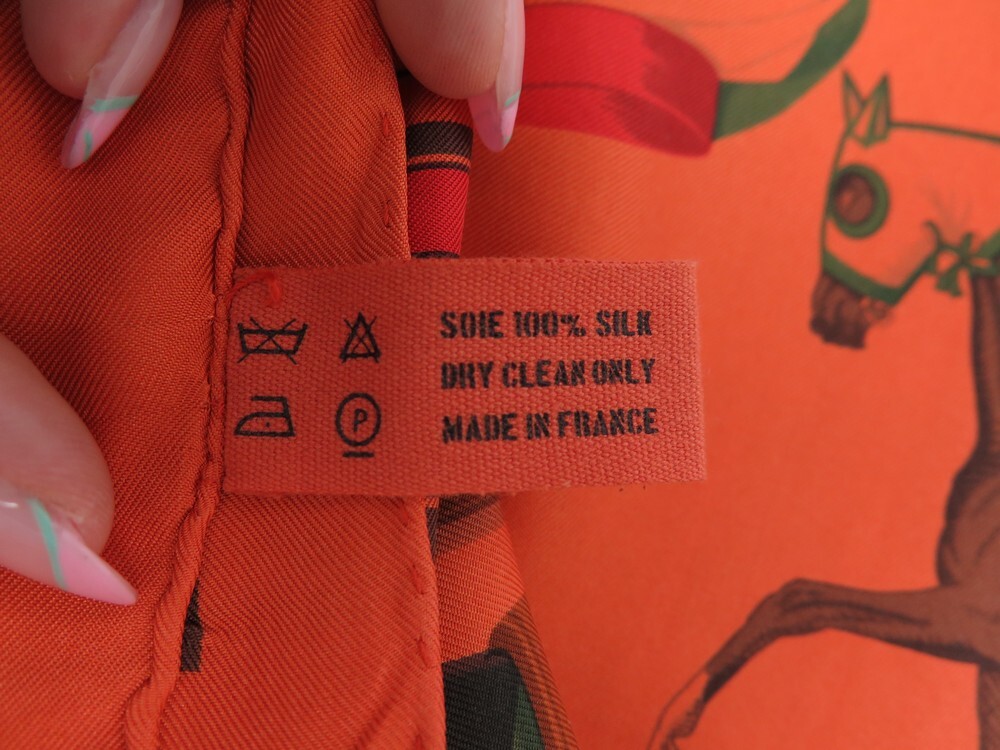 SOIE 100% SILK
DRY CLEAN ONLY
MADE IN FRANCE
P